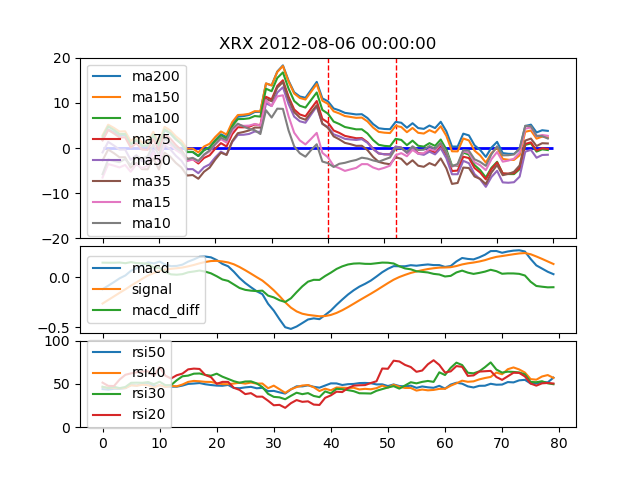 XRX 2012-08-06 00:00:00
20
10
0
−10
−20
ma200
ma150
ma100
ma75
ma50
ma35
ma15
ma10
0.0
−0.5
macd
signal
macd_diff
100
50
0
rsi50
rsi40
rsi30
rsi20
0 10 20 30 40 50 60 70 80